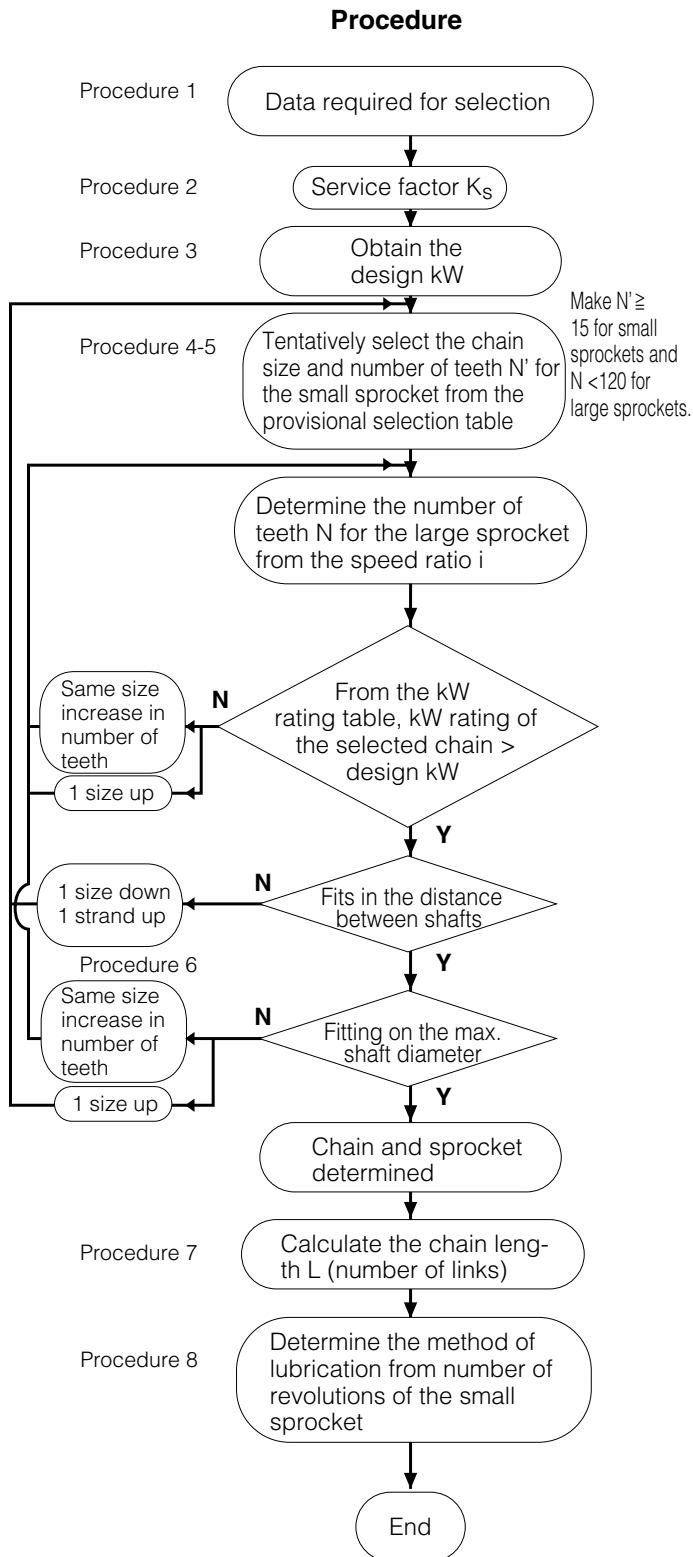 Procedure
Procedure 1
Data required for selection
Procedure 2
Service factor KS
Procedure 3
Obtain the
design kW
Make N' ≧
15 for small
sprockets and
N <120 for
large sprockets.
Procedure 4-5
Tentatively select the chain
size and number of teeth N' for
the small sprocket from the
provisional selection table
Determine the number of
teeth N for the large sprocket
from the speed ratio i
From the kW
rating table, kW rating of
the selected chain >
design kW
N
Same size
increase in
number of
teeth
1 size up
Y
Fits in the distance
between shafts
N
1 size down
1 strand up
Y
Procedure 6
Fitting on the max.
shaft diameter
N
Same size
increase in
number of
teeth
1 size up
Y
Chain and sprocket
determined
Procedure 7
Calculate the chain leng-
th L (number of links)
Procedure 8
Determine the method of
lubrication from number of
revolutions of the small
sprocket
End